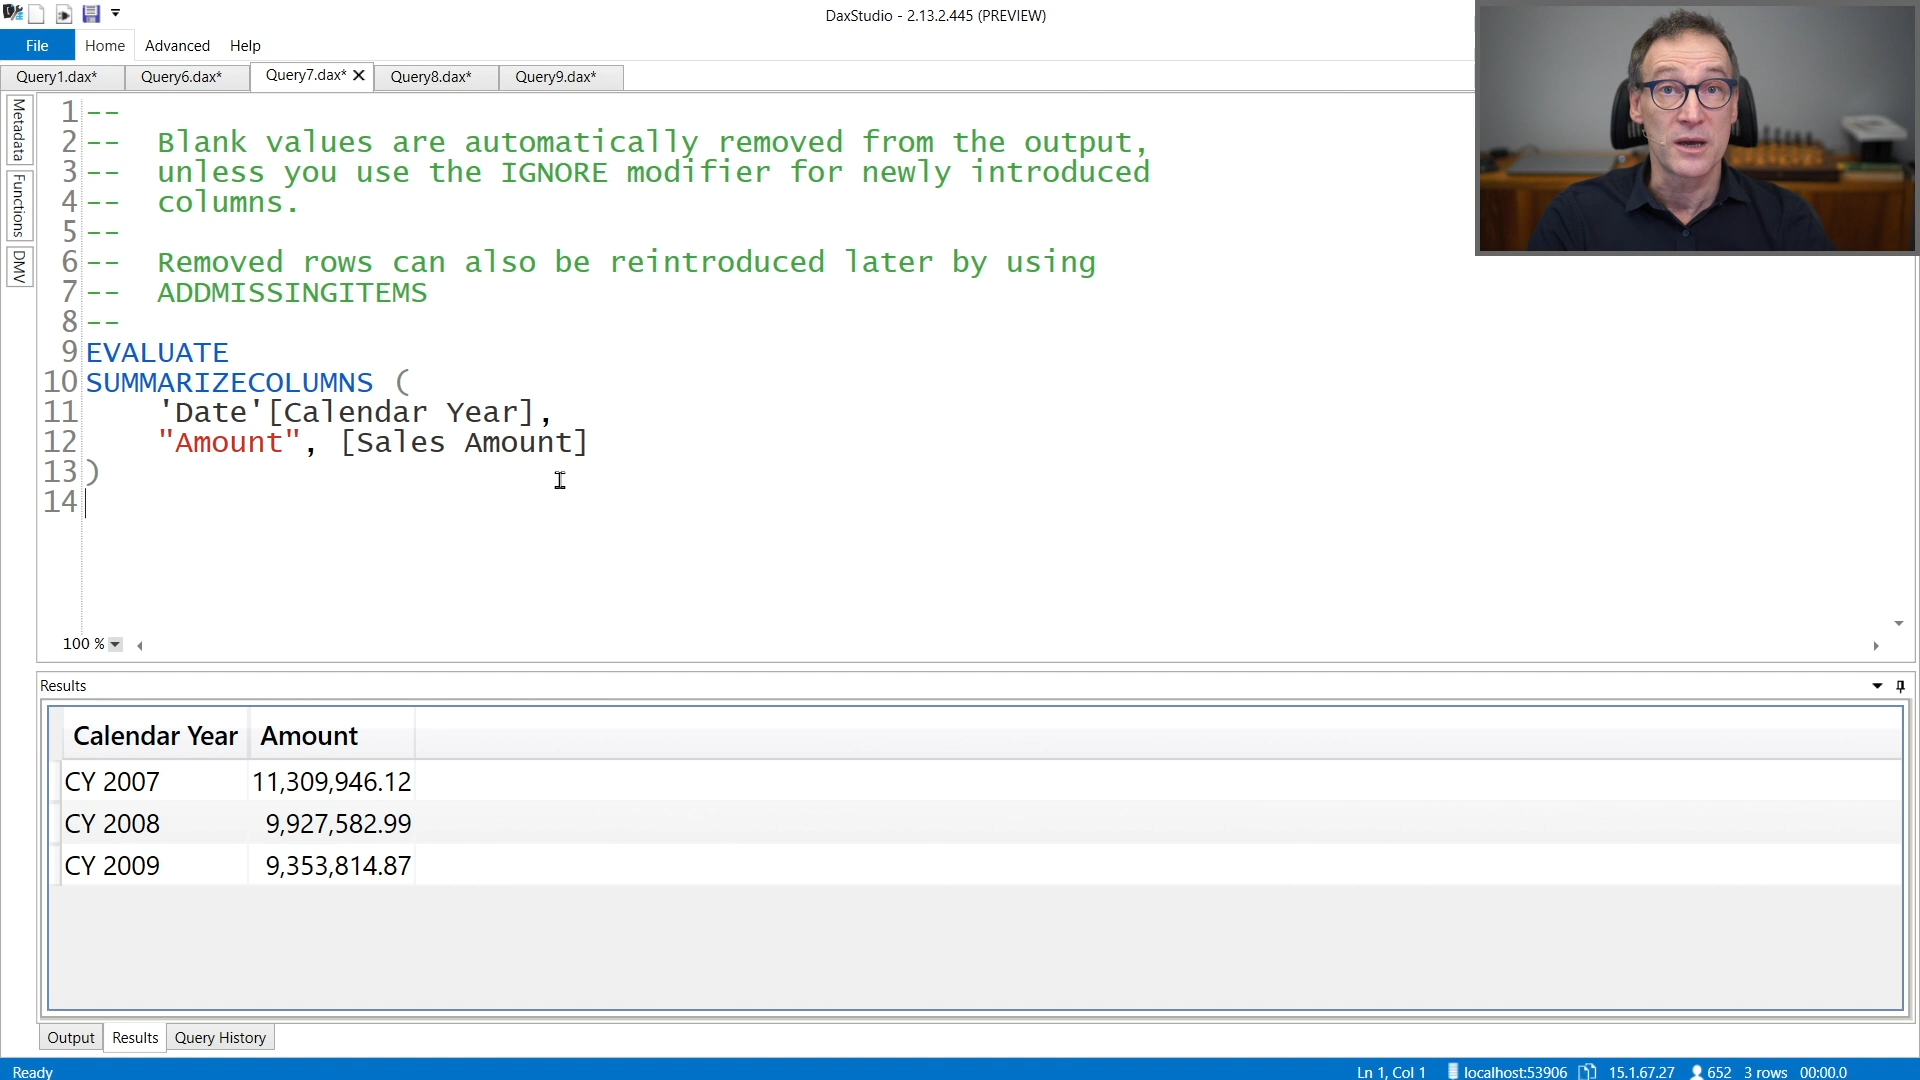 DaxStudio - 2.13.2.445 (PREVIEW)
File Home Advanced Help
Query1.dax* Query6.dax* Query7.dax* Query8.dax* Query9.dax*
Metadata
Functions
DMV
1 --
2 -- Blank values are automatically removed from the output,
3 -- unless you use the IGNORE modifier for newly introduced
4 -- columns.
5 --
6 -- Removed rows can also be reintroduced later by using
7 -- ADDMISSINGITEMS
8 --
9 EVALUATE
10 SUMMARIZECOLUMNS (
11 'Date'[Calendar Year],
12 "Amount", [Sales Amount]
13 )
14
100 %
Results
Calendar Year Amount
CY 2007 11,309,946.12
CY 2008 9,927,582.99
CY 2009 9,353,814.87
Output Results Query History
Ready Ln 1, Col 1 localhost:53906 15.1.67.27 652 3 rows 00:00.0